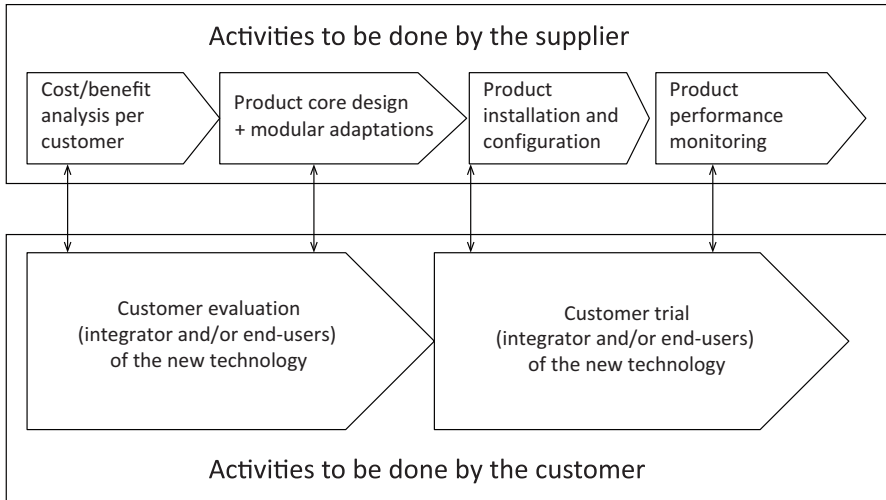 Activities to be done by the supplier
Cost/benefit
analysis per
customer
Product core design
+ modular adaptations
Product
installation and
configuration
Product
performance
monitoring
Customer evaluation
(integrator and/or end-users)
of the new technology
Customer trial
(integrator and/or end-users)
of the new technology
Activities to be done by the customer